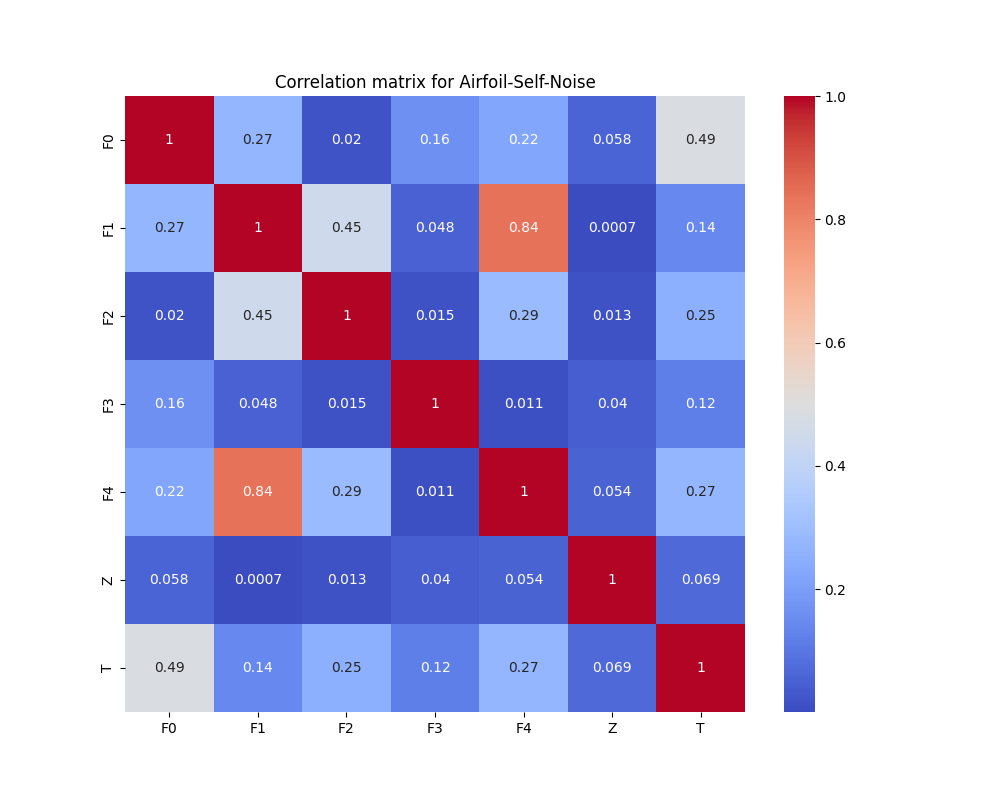 Correlation matrix for Airfoil-Self-Noise
F0 1 0.27 0.02 0.16 0.22 0.058 0.49
F1 0.27 1 0.45 0.048 0.84 0.0007 0.14
F2 0.02 0.45 1 0.015 0.29 0.013 0.25
F3 0.16 0.048 0.015 1 0.011 0.04 0.12
F4 0.22 0.84 0.29 0.011 1 0.054 0.27
Z 0.058 0.0007 0.013 0.04 0.054 1 0.069
T 0.49 0.14 0.25 0.12 0.27 0.069 1
F0 F1 F2 F3 F4 Z T
1.0
0.8
0.6
0.4
0.2